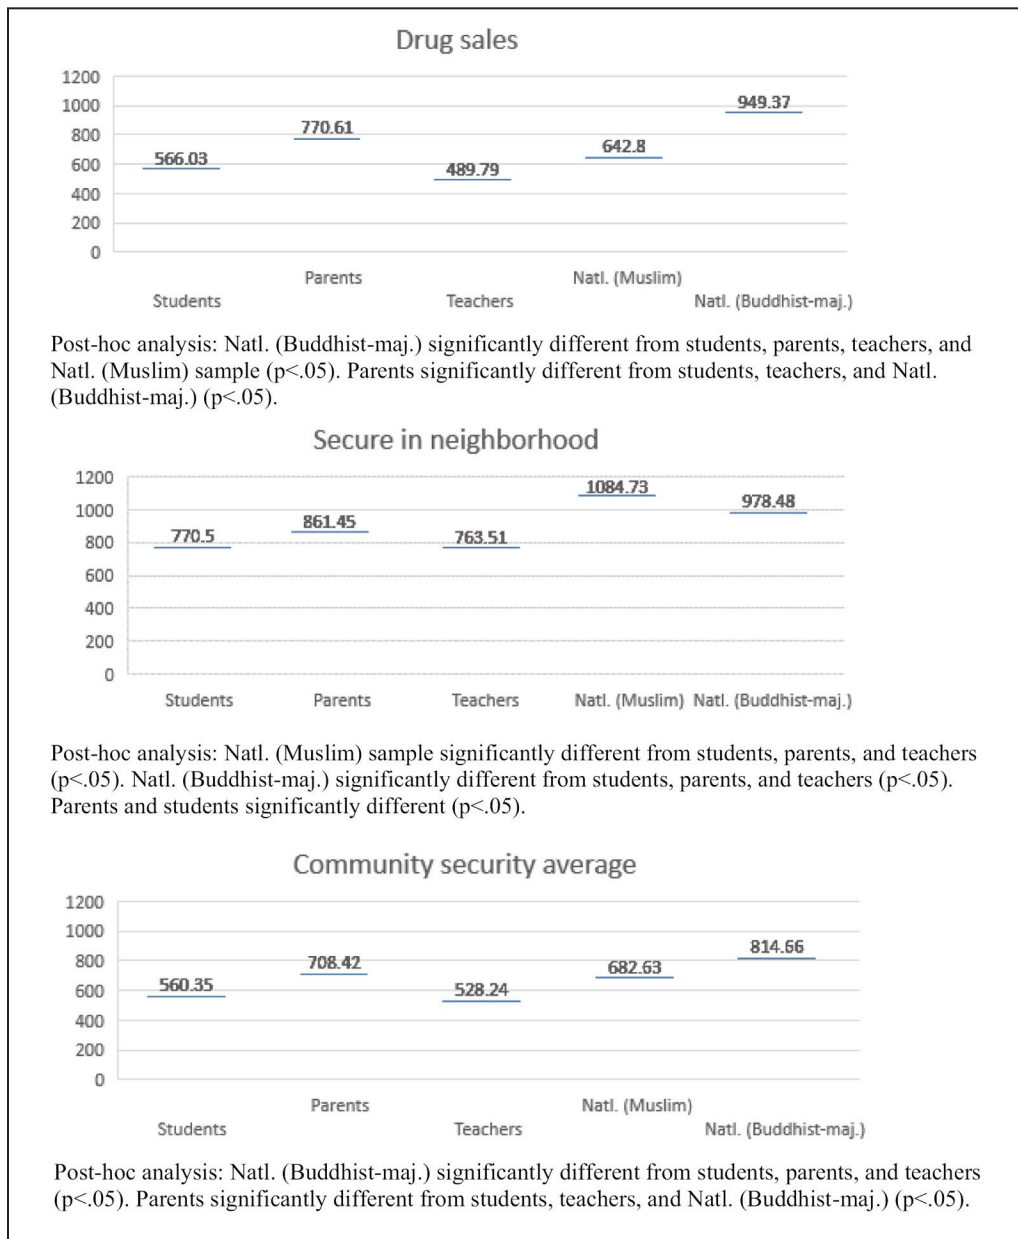 Drug sales
1200
1000
800
600
400
200
0
566.03
770.61
489.79
642.8
949.37
Students
Parents
Teachers
Natl. (Muslim)
Natl. (Buddhist-maj.)
Post-hoc analysis: Natl. (Buddhist-maj.) significantly different from students, parents, teachers, and
Natl. (Muslim) sample (p<.05). Parents significantly different from students, teachers, and Natl.
(Buddhist-maj.) (p<.05).
Secure in neighborhood
1200
1000
800
600
400
200
0
770.5
861.45
763.51
1084.73
978.48
Students
Parents
Teachers
Natl. (Muslim)
Natl. (Buddhist-maj.)
Post-hoc analysis: Natl. (Muslim) sample significantly different from students, parents, and teachers
(p<.05). Natl. (Buddhist-maj.) significantly different from students, parents, and teachers (p<.05).
Parents and students significantly different (p<.05).
Community security average
1200
1000
800
600
400
200
0
560.35
708.42
528.24
682.63
814.66
Students
Parents
Teachers
Natl. (Muslim)
Natl. (Buddhist-maj.)
Post-hoc analysis: Natl. (Buddhist-maj.) significantly different from students, parents, and teachers
(p<.05). Parents significantly different from students, teachers, and Natl. (Buddhist-maj.) (p<.05).